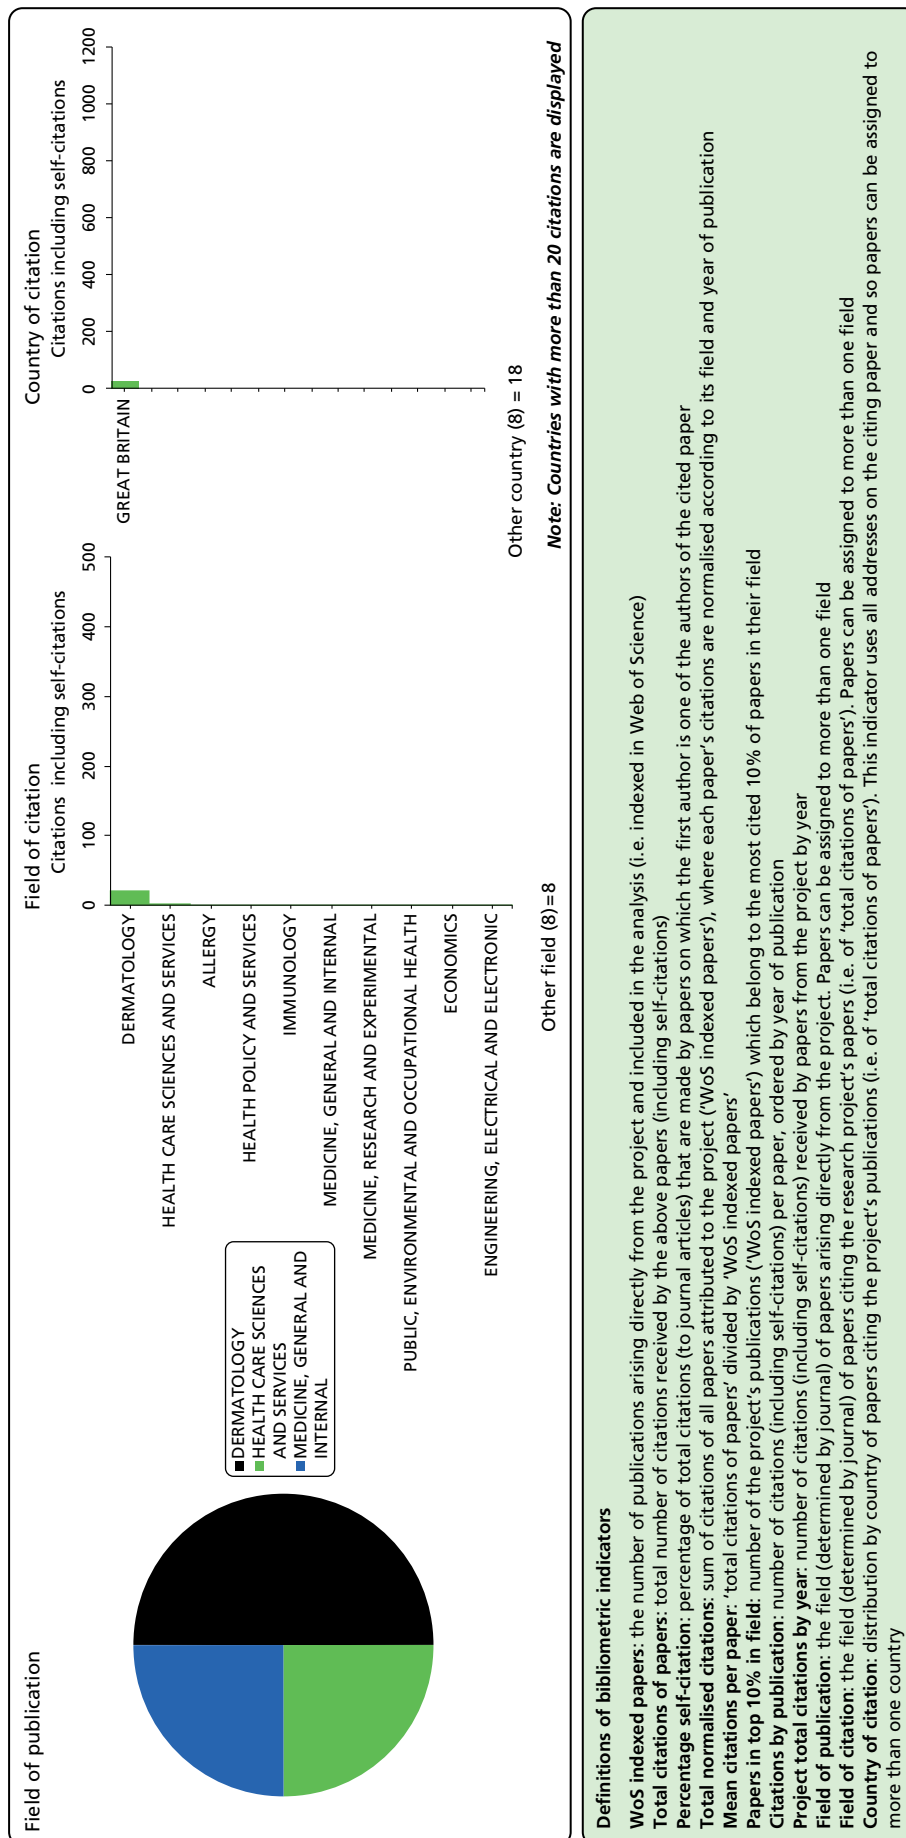 Field of publication
DERMATOLOGY
HEALTH CARE SCIENCES
AND SERVICES
MEDICINE, GENERAL AND
INTERNAL
Field of citation
Citations including self-citations
0
100
200
300
400
500
DERMATOLOGY
HEALTH CARE SCIENCES AND SERVICES
ALLERGY
HEALTH POLICY AND SERVICES
IMMUNOLOGY
MEDICINE, GENERAL AND INTERNAL
MEDICINE, RESEARCH AND EXPERIMENTAL
PUBLIC, ENVIRONMENTAL AND OCCUPATIONAL HEALTH
ECONOMICS
ENGINEERING, ELECTRICAL AND ELECTRONIC
Other field (8)=8
Country of citation
Citations including self-citations
0
200
400
600
800
1000
1200
GREAT BRITAIN
Other country (8) = 18
Note: Countries with more than 20 citations are displayed
Definitions of bibliometric indicators
WoS indexed papers: the number of publications arising directly from the project and included in the analysis (i.e. indexed in Web of Science)
Total citations of papers: total number of citations received by the above papers (including self-citations)
Percentage self-citation: percentage of total citations (to journal articles) that are made by papers on which the first author is one of the authors of the cited paper
Total normalised citations: sum of citations of all papers attributed to the project (‘WoS indexed papers’), where each paper’s citations are normalised according to its field and year of publication
Mean citations per paper: ‘total citations of papers’ divided by ‘WoS indexed papers’
Papers in top 10% in field: number of the project’s publications (‘WoS indexed papers’) which belong to the most cited 10% of papers in their field
Citations by publication: number of citations (including self-citations) per paper, ordered by year of publication
Project total citations by year: number of citations (including self-citations) received by papers from the project by year
Field of publication: the field (determined by journal) of papers arising directly from the project. Papers can be assigned to more than one field
Field of citation: the field (determined by journal) of papers citing the research project’s papers (i.e. of ‘total citations of papers’). Papers can be assigned to more than one field
Country of citation: distribution by country of papers citing the project’s publications (i.e. of ‘total citations of papers’). This indicator uses all addresses on the citing paper and so papers can be assigned to
more than one country